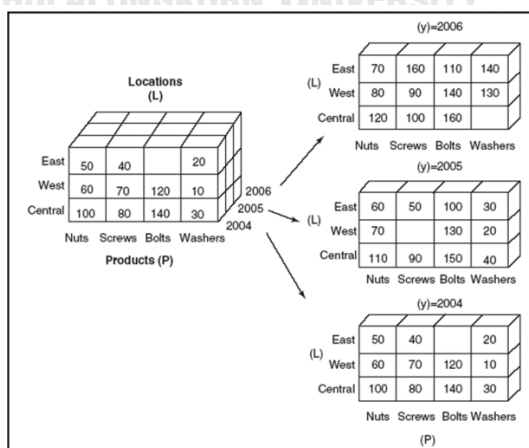 Locations
(L)
East 50 40 20
West 60 70 120 10
Central 100 80 140 30
2006
2005
2004
Nuts Screws Bolts Washers
Products (P)
(y)=2006
(L)
East 70 160 110 140
West 80 90 140 130
Central 120 100 160
Nuts Screws Bolts Washers
(y)=2005
(L)
East 60 50 100 30
West 70 130 20
Central 110 90 150 40
Nuts Screws Bolts Washers
(y)=2004
(L)
East 50 40 20
West 60 70 120 10
Central 100 80 140 30
Nuts Screws Bolts Washers
(P)